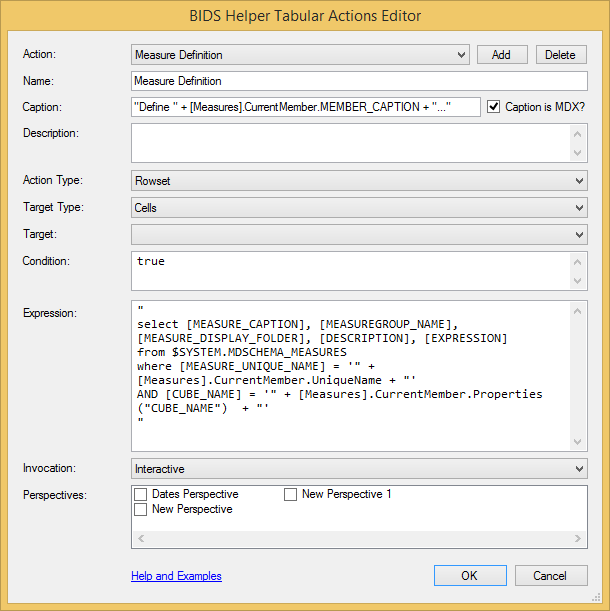 BIDS Helper Tabular Actions Editor
Action: Measure Definition Add Delete
Name: Measure Definition
Caption: "Define " + [Measures].CurrentMember.MEMBER_CAPTION + "..." Caption is MDX?
Description:
Action Type: Rowset
Target Type: Cells
Target:
Condition: true
Expression: "
select [MEASURE_CAPTION], [MEASUREGROUP_NAME],
[MEASURE_DISPLAY_FOLDER], [DESCRIPTION], [EXPRESSION]
from $SYSTEM.MDSCHEMA_MEASURES
where [MEASURE_UNIQUE_NAME] = '" +
[Measures].CurrentMember.UniqueName + "'
AND [CUBE_NAME] = '" + [Measures].CurrentMember.Properties
("CUBE_NAME")  + "'
"
Invocation: Interactive
Perspectives: Dates Perspective New Perspective 1
New Perspective
Help and Examples OK Cancel